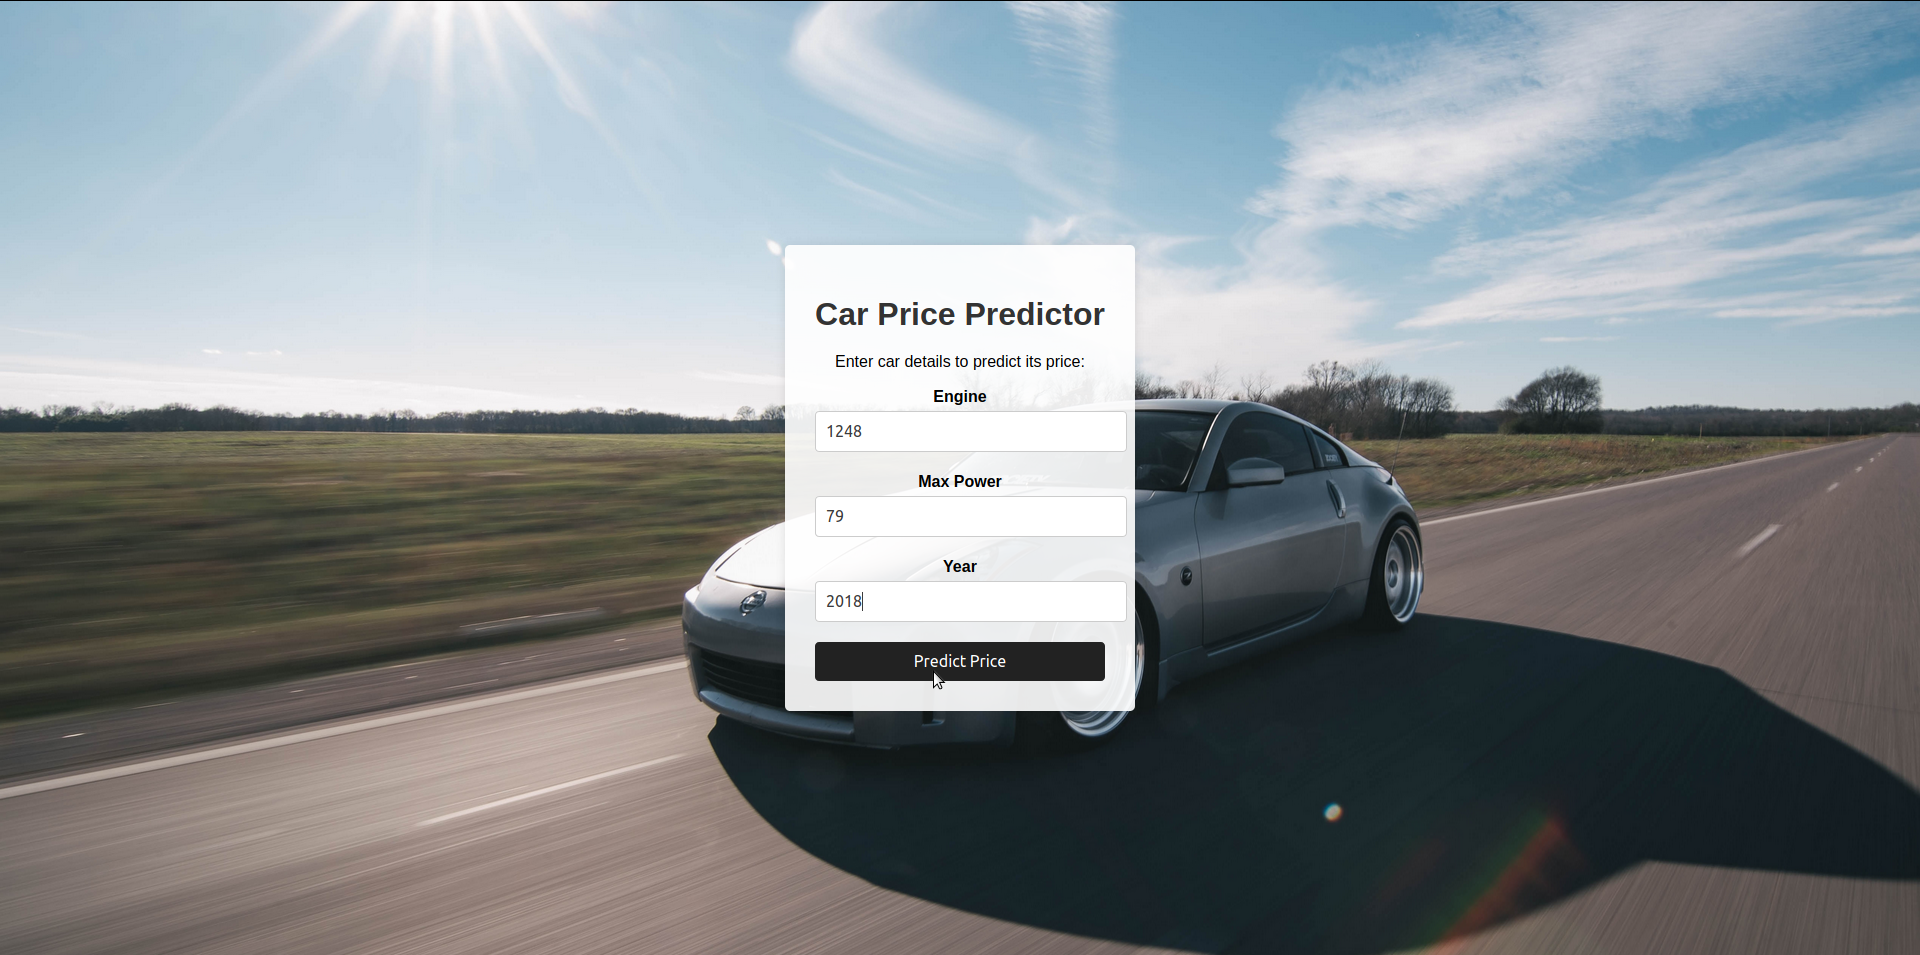 Car Price Predictor
Enter car details to predict its price:
Engine
1248
Max Power
79
Year
2018
Predict Price